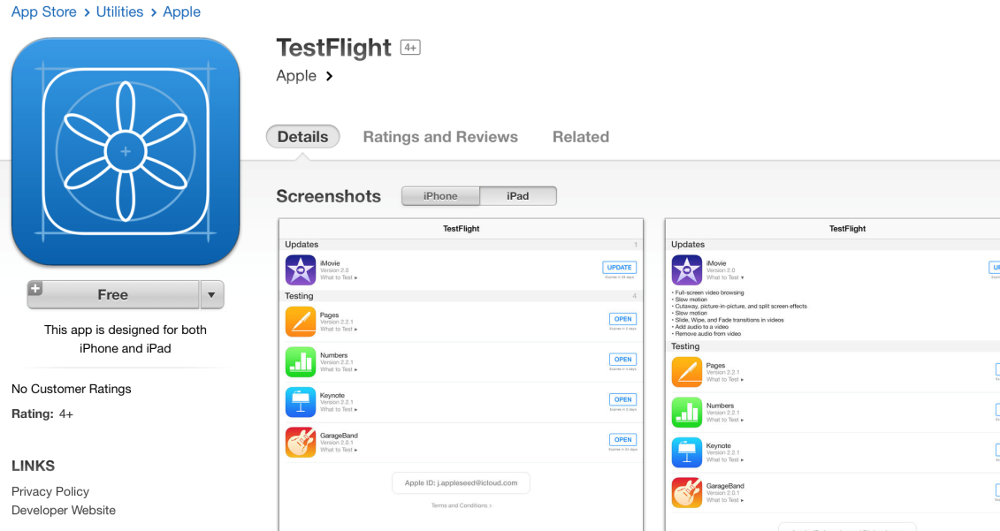 App Store > Utilities > Apple
TestFlight 4+
Apple >
Details Ratings and Reviews Related
Screenshots iPhone iPad
+ Free ▼
This app is designed for both
iPhone and iPad
No Customer Ratings
Rating: 4+
LINKS
Privacy Policy
Developer Website
TestFlight
Updates 1
iMovie
Version 2.0
What to Test ▸
UPDATE
Testing 4
Pages
Version 2.2.1
What to Test ▸
OPEN
Numbers
Version 2.2.1
What to Test ▸
OPEN
Keynote
Version 2.2.1
What to Test ▸
OPEN
GarageBand
Version 2.0.1
What to Test ▸
OPEN
Apple ID: j.appleseed@icloud.com
Terms and Conditions >
TestFlight
Updates
iMovie
Version 2.0
What to Test ▾
• Full-screen video browsing
• Slow motion
• Cutaway, picture-in-picture, and split screen effects
• Slow motion
• Slide, Wipe, and Fade transitions in videos
• Add audio to a video
• Remove audio from video
Testing
Pages
Version 2.2.1
What to Test ▸
Numbers
Version 2.2.1
What to Test ▸
Keynote
Version 2.2.1
What to Test ▸
GarageBand
Version 2.0.1
What to Test ▸